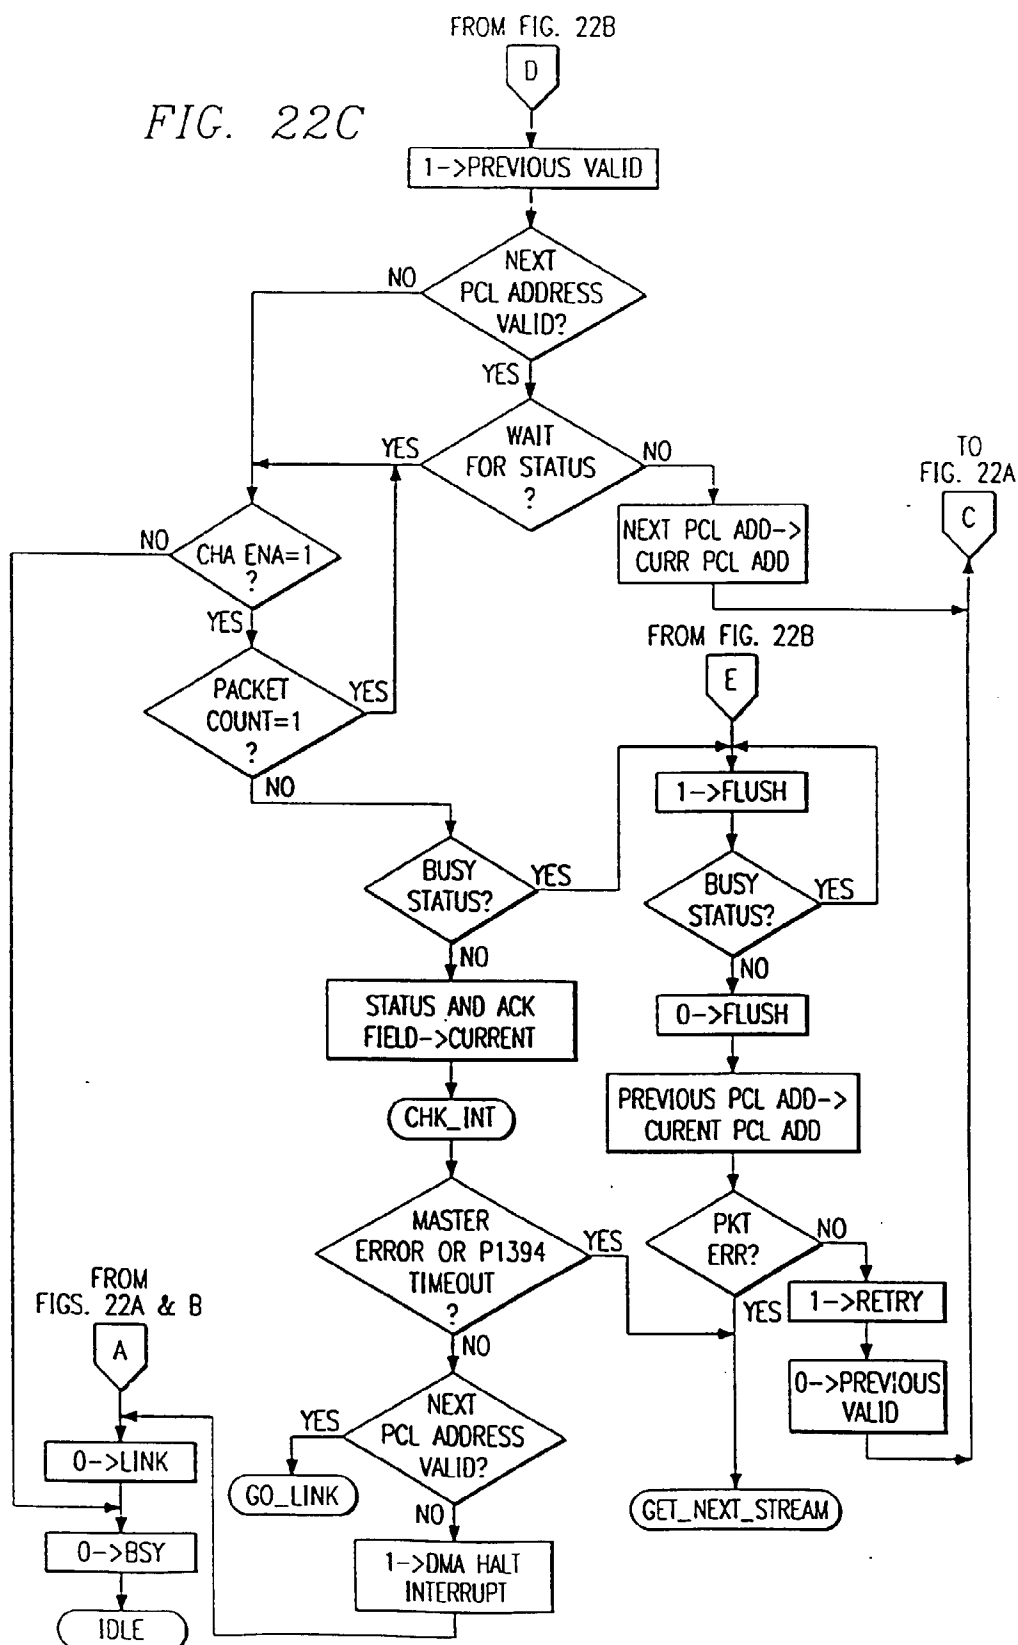 FROM FIG. 22B
D
FIG. 22C
1->PREVIOUS VALID
NEXT
PCL ADDRESS
VALID?
NO
YES
WAIT
FOR STATUS
?
YES
NO
NEXT PCL ADD->
CURR PCL ADD
TO
FIG. 22A
C
CHA ENA=1
?
NO
YES
PACKET
COUNT=1
?
YES
NO
FROM FIG. 22B
E
1->FLUSH
BUSY
STATUS?
YES
NO
BUSY
STATUS?
YES
NO
STATUS AND ACK
FIELD->CURRENT
0->FLUSH
CHK_INT
PREVIOUS PCL ADD->
CURENT PCL ADD
MASTER
ERROR OR P1394
TIMEOUT
?
YES
NO
PKT
ERR?
NO
YES
1->RETRY
0->PREVIOUS
VALID
FROM
FIGS. 22A & B
A
0->LINK
0->BSY
IDLE
NEXT
PCL ADDRESS
VALID?
YES
GO_LINK
NO
1->DMA HALT
INTERRUPT
GET_NEXT_STREAM